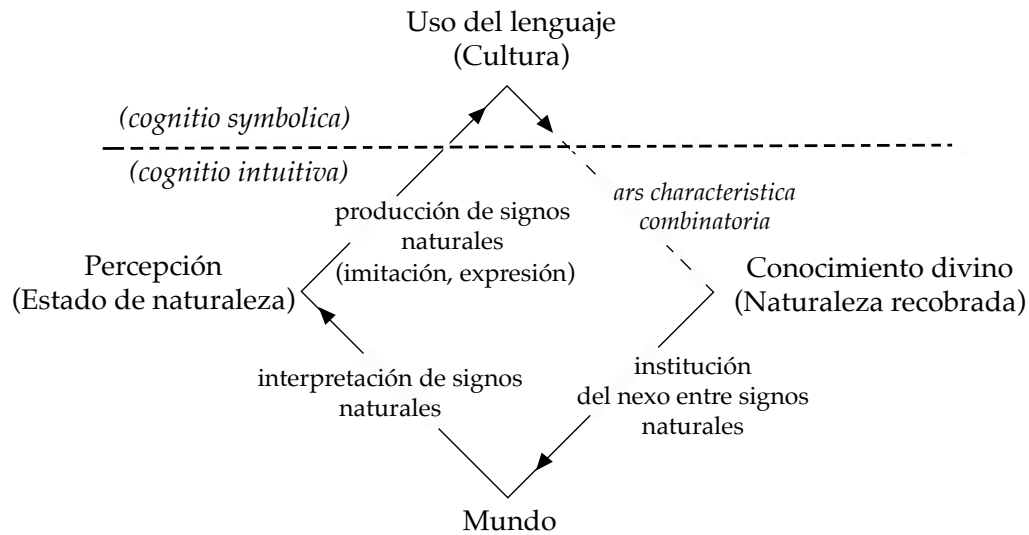 Uso del lenguaje
(Cultura)
(cognitio symbolica)
(cognitio intuitiva)
ars characteristica
combinatoria
producción de signos
naturales
(imitación, expresión)
Percepción
(Estado de naturaleza)
Conocimiento divino
(Naturaleza recobrada)
interpretación de signos
naturales
institución
del nexo entre signos
naturales
Mundo